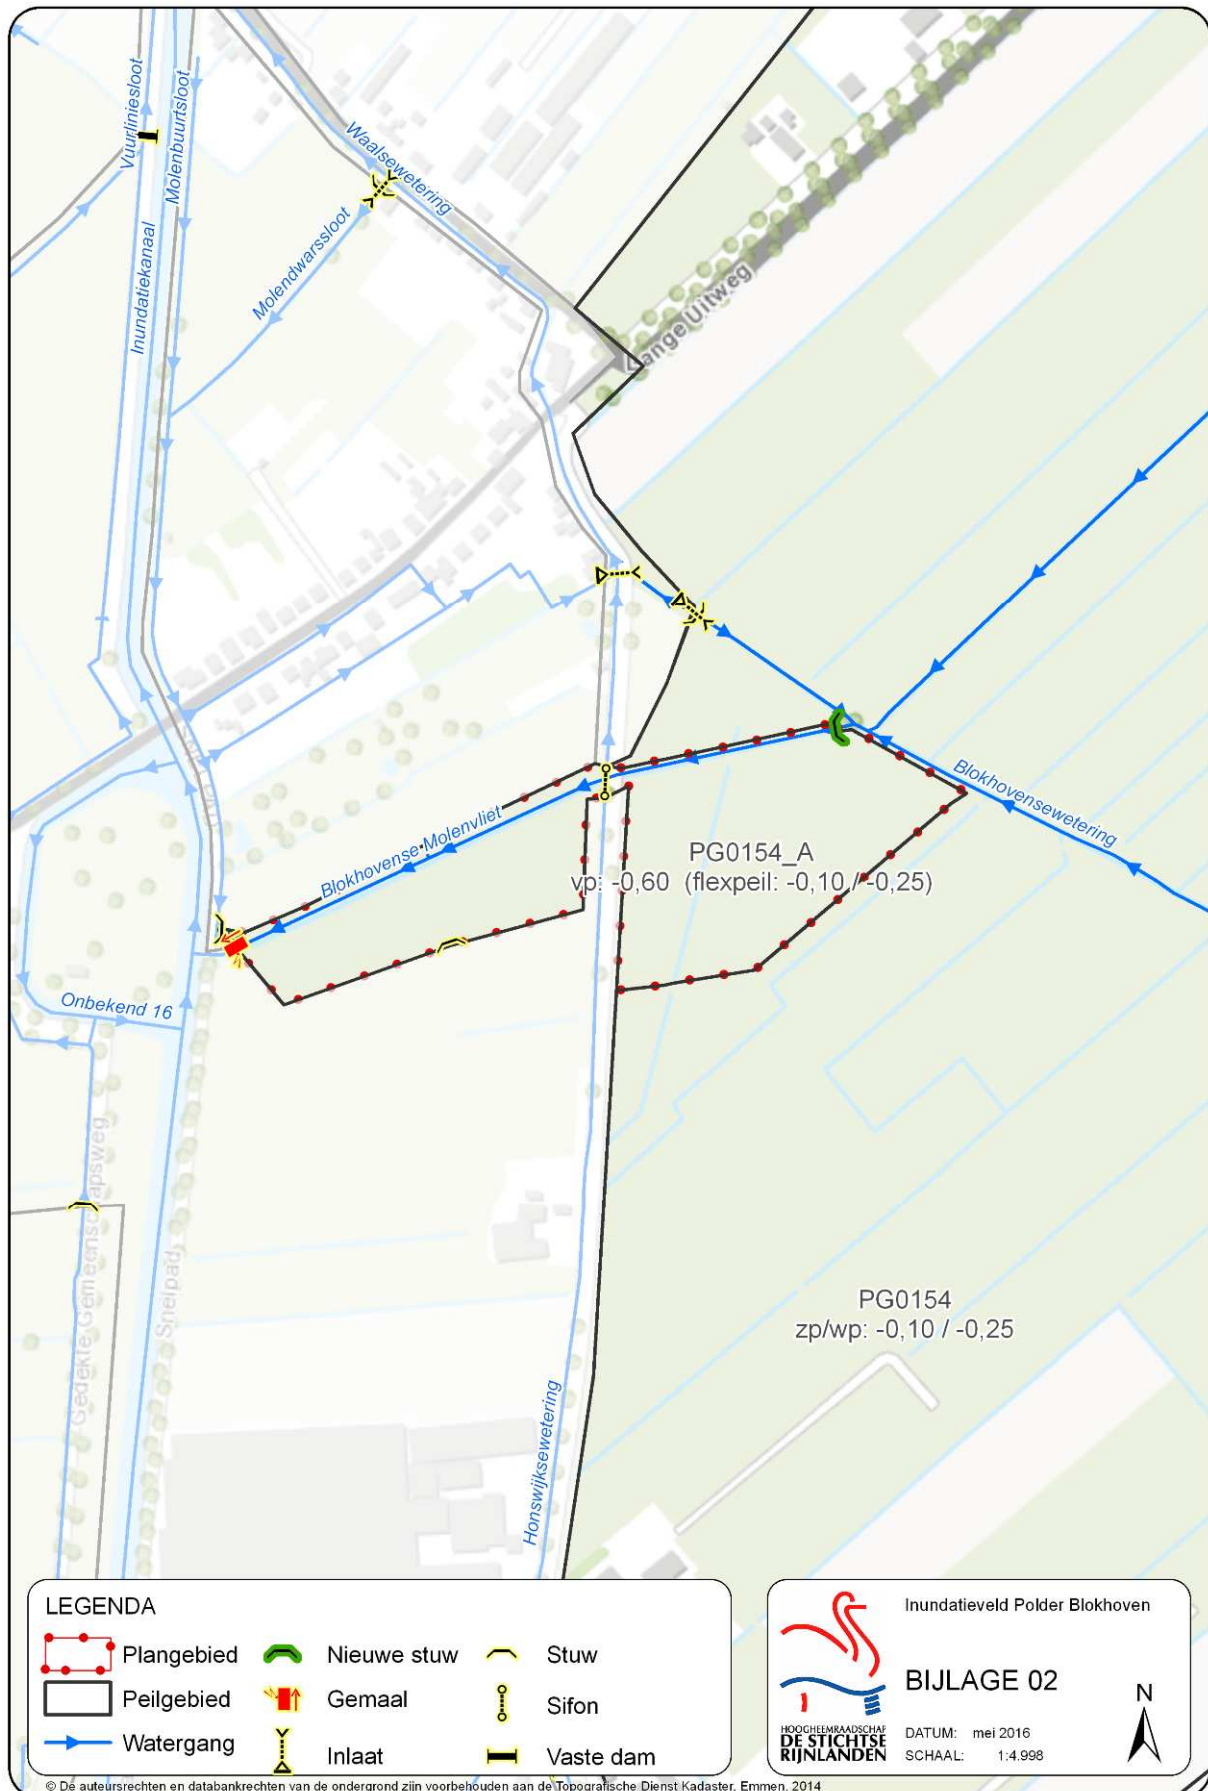 Vuurliniesloot
Molenbuurtsloot
Inundatiekanaal
Waalsewetering
Molendwarssloot
Lange Uitweg
Blokhovensewetering
Blokhovense Molenvliet
PG0154_A
vp: -0,60 (flexpeil: -0,10 / -0,25)
Onbekend 16
Gedekte Gemeenschapsweg
Snelpad
PG0154
zp/wp: -0,10 / -0,25
Honswijksewetering
LEGENDA
Plangebied
Nieuwe stuw
Stuw
Peilgebied
Gemaal
Sifon
Watergang
Inlaat
Vaste dam
Inundatieveld Polder Blokhoven
BIJLAGE 02
N
HOOGHEEMRAADSCHAP
DE STICHTSE
RIJNLANDEN
DATUM: mei 2016
SCHAAL: 1:4.998
© De auteursrechten en databankrechten van de ondergrond zijn voorbehouden aan de Topografische Dienst Kadaster, Emmen, 2014